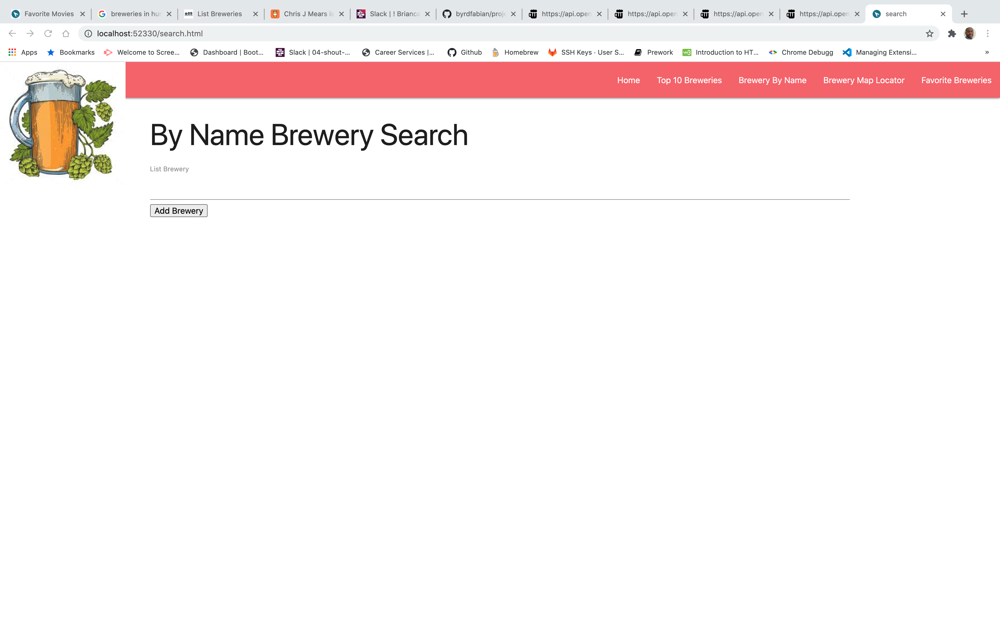 Favorite Movies
breweries in hur
List Breweries
Chris J Mears is
Slack | ! Brianca
byrdfabian/proje
https://api.open
https://api.open
https://api.open
https://api.open
search
localhost:52330/search.html
Apps
Bookmarks
Welcome to Scree...
Dashboard | Boot...
Slack | 04-shout-...
Career Services |...
Github
Homebrew
SSH Keys · User S...
Prework
Introduction to HT...
Chrome Debugg
Managing Extensi...
»
Home
Top 10 Breweries
Brewery By Name
Brewery Map Locator
Favorite Breweries
By Name Brewery Search
List Brewery
Add Brewery